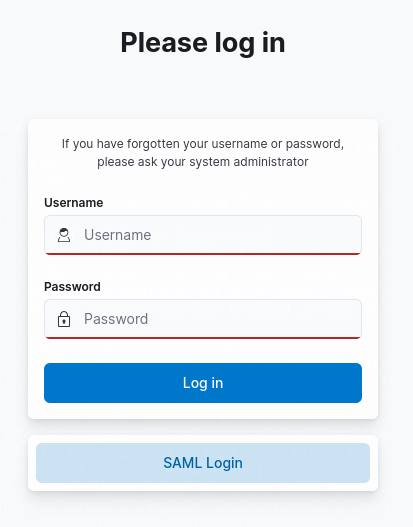 Please log in
If you have forgotten your username or password,
please ask your system administrator
Username
Username
Password
Password
Log in
SAML Login